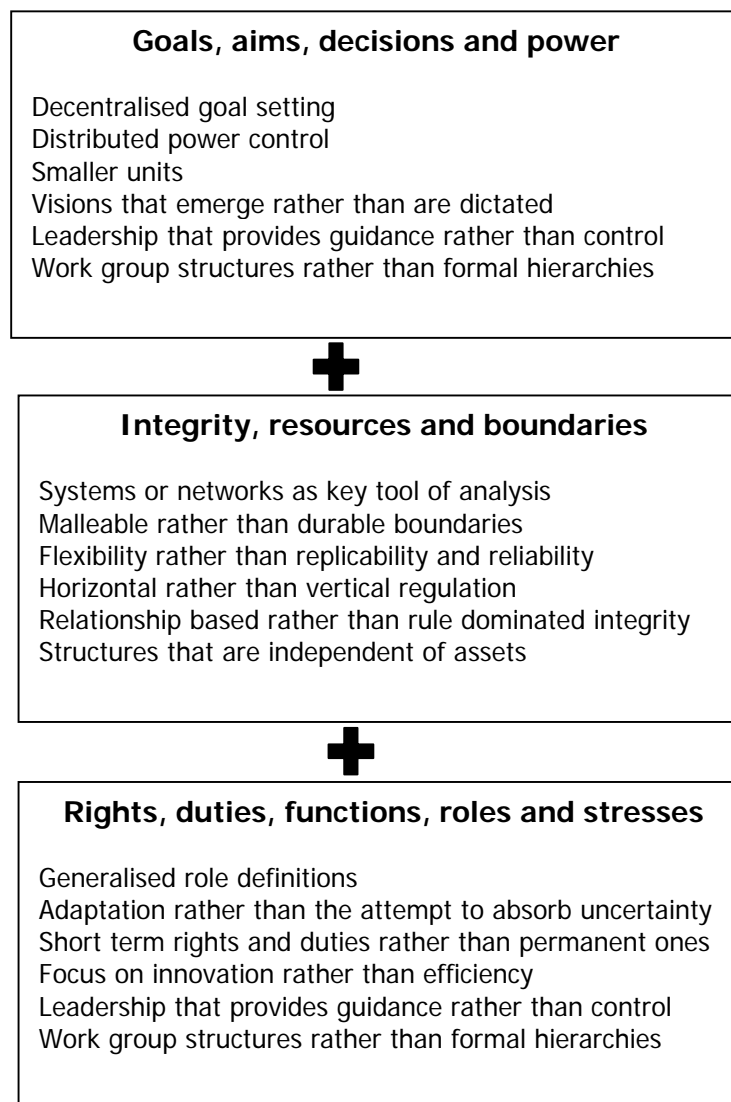 Goals, aims, decisions and power
Decentralised goal setting
Distributed power control
Smaller units
Visions that emerge rather than are dictated
Leadership that provides guidance rather than control
Work group structures rather than formal hierarchies
Integrity, resources and boundaries
Systems or networks as key tool of analysis
Malleable rather than durable boundaries
Flexibility rather than replicability and reliability
Horizontal rather than vertical regulation
Relationship based rather than rule dominated integrity
Structures that are independent of assets
Rights, duties, functions, roles and stresses
Generalised role definitions
Adaptation rather than the attempt to absorb uncertainty
Short term rights and duties rather than permanent ones
Focus on innovation rather than efficiency
Leadership that provides guidance rather than control
Work group structures rather than formal hierarchies